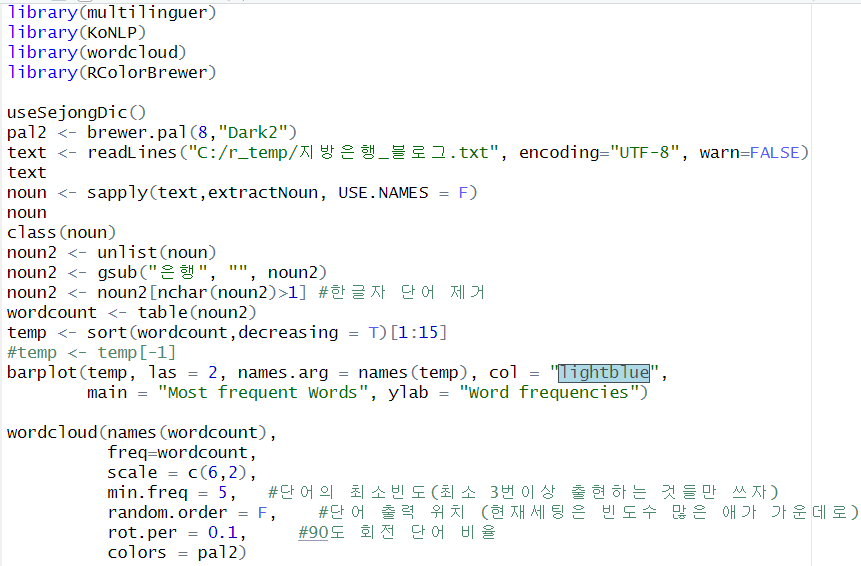 library(multilinguer)
library(KoNLP)
library(wordcloud)
library(RColorBrewer)

useSejongDic()
pal2 <- brewer.pal(8,"Dark2")
text <- readLines("C:/r_temp/지방은행_블로그.txt", encoding="UTF-8", warn=FALSE)
text
noun <- sapply(text,extractNoun, USE.NAMES = F)
noun
class(noun)
noun2 <- unlist(noun)
noun2 <- gsub("은행", "", noun2)
noun2 <- noun2[nchar(noun2)>1] #한글자 단어 제거
wordcount <- table(noun2)
temp <- sort(wordcount,decreasing = T)[1:15]
#temp <- temp[-1]
barplot(temp, las = 2, names.arg = names(temp), col = "lightblue",
        main = "Most frequent Words", ylab = "Word frequencies")

wordcloud(names(wordcount),
          freq=wordcount,
          scale = c(6,2),
          min.freq = 5,   #단어의 최소빈도(최소 3번이상 출현하는 것들만 쓰자)
          random.order = F,    #단어 출력 위치 (현재세팅은 빈도수 많은 애가 가운데로)
          rot.per = 0.1,     #90도 회전 단어 비율
          colors = pal2)